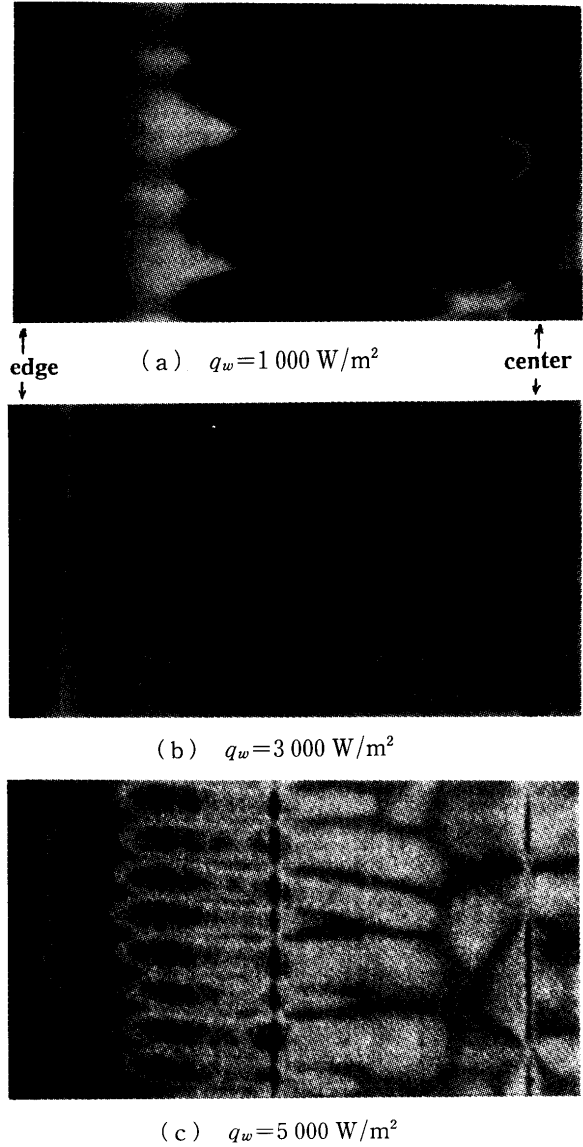 (a) q_w=1 000 W/m²
edge center
(b) q_w=3 000 W/m²
(c) q_w=5 000 W/m²